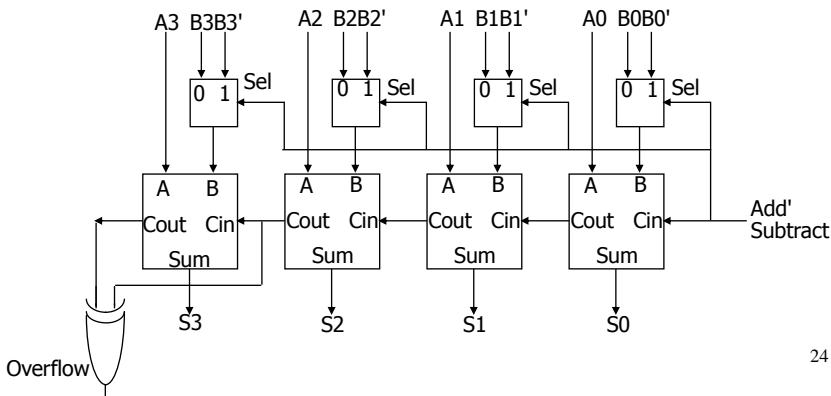 A3 B3B3' A2 B2B2' A1 B1B1' A0 B0B0'
0 1 Sel 0 1 Sel 0 1 Sel 0 1 Sel
A B A B A B A B
Add'
Subtract
Cout Cin Cout Cin Cout Cin Cout Cin
Sum Sum Sum Sum
S3 S2 S1 S0
Overflow
24